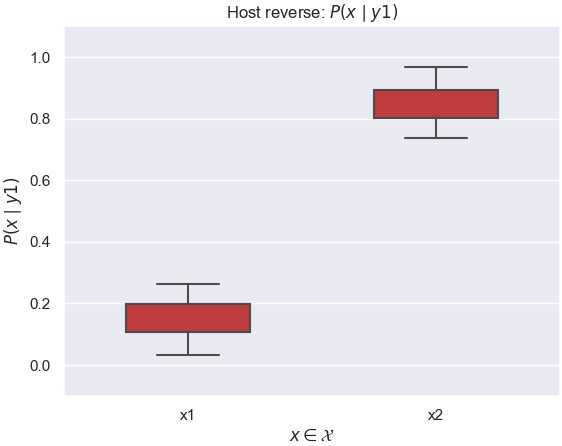 Host reverse: P(x | y1)
1.0
0.8
0.6
0.4
0.2
0.0
P(x | y1)
x1 x2
x ∈ 𝒳